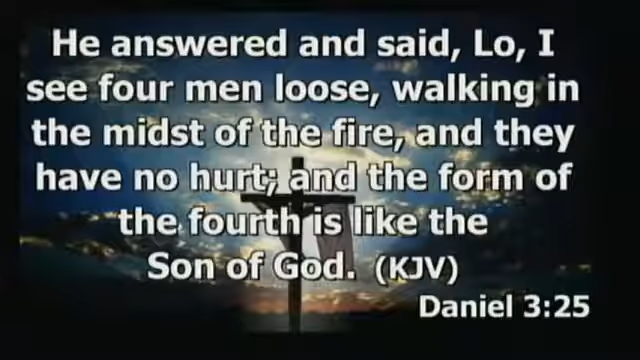 He answered and said, Lo, I
see four men loose, walking in
the midst of the fire, and they
have no hurt; and the form of
the fourth is like the
Son of God. (KJV)
Daniel 3:25